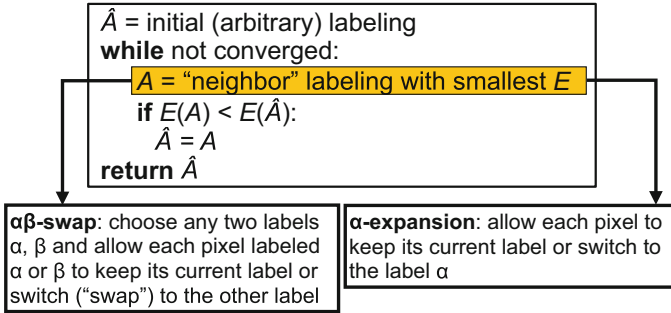 Â = initial (arbitrary) labeling
while not converged:
A = “neighbor” labeling with smallest E
if E(A) < E(Â):
Â = A
return Â
αβ-swap: choose any two labels
α, β and allow each pixel labeled
α or β to keep its current label or
switch (“swap”) to the other label
α-expansion: allow each pixel to
keep its current label or switch to
the label α